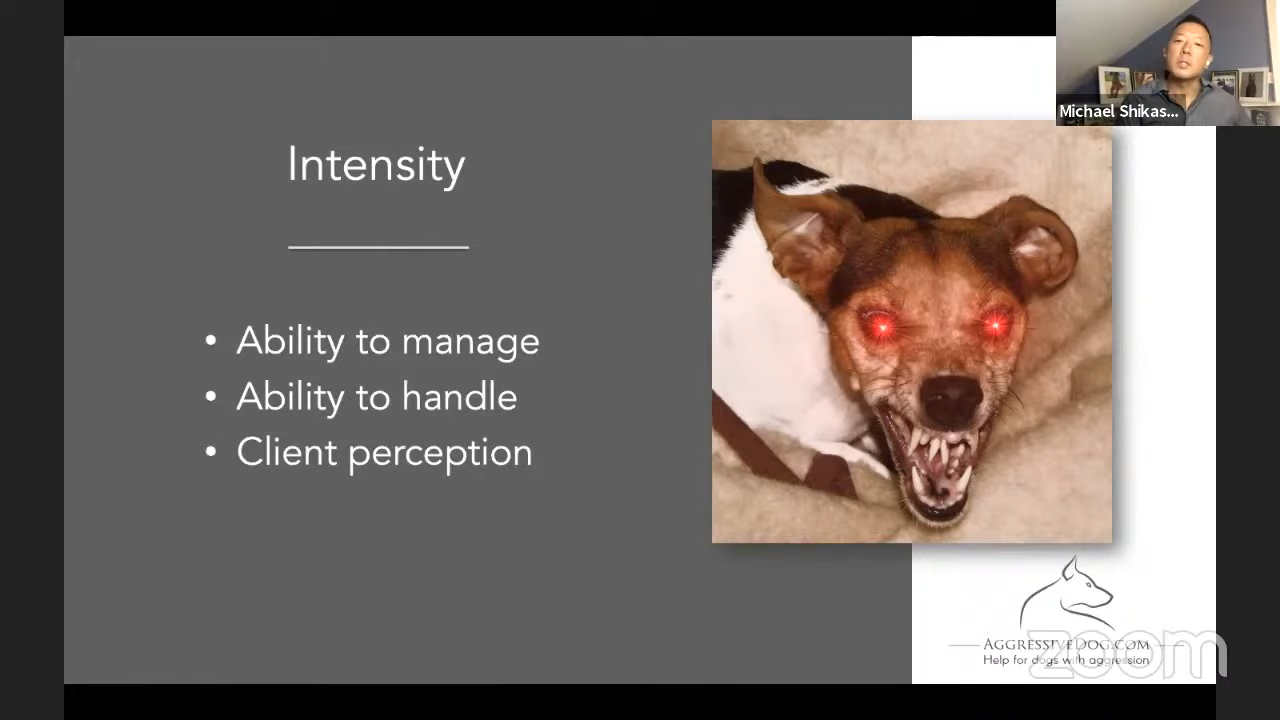 Michael Shikas...
Intensity
• Ability to manage
• Ability to handle
• Client perception
AGGRESSIVEDOG.COM
Help for dogs with aggression
zoom